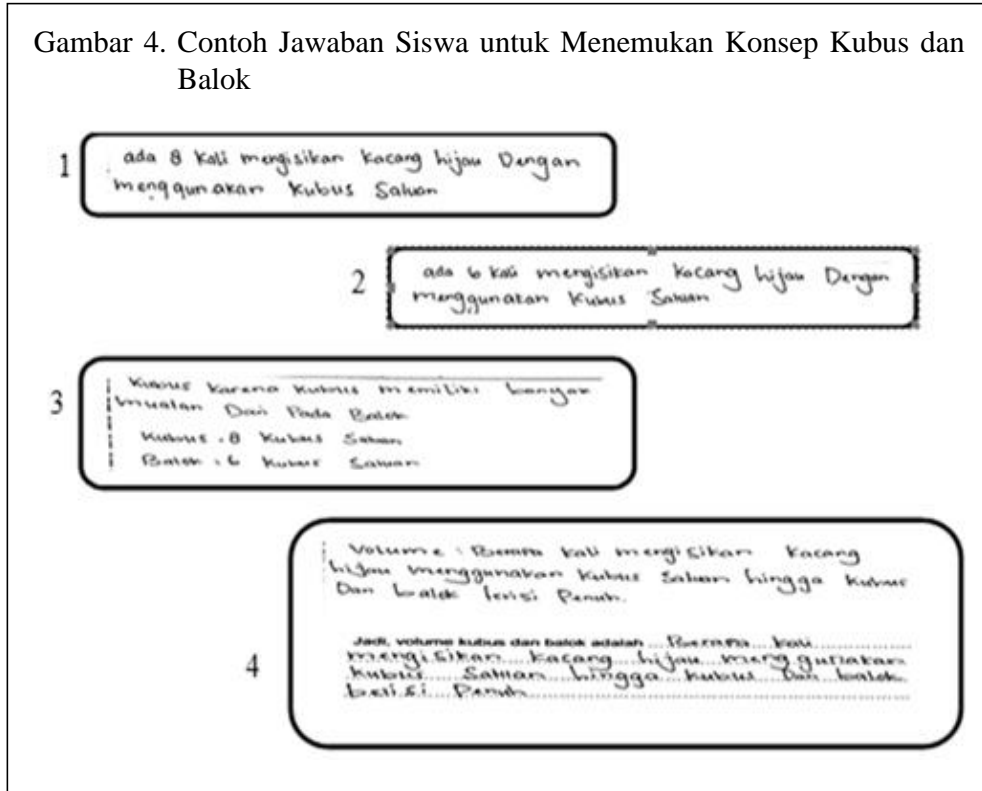 Gambar 4. Contoh Jawaban Siswa untuk Menemukan Konsep Kubus dan
Balok
1
ada 8 kali mengisikan kacang hijau Dengan
menggunakan Kubus Satuan
2
ada 6 kali mengisikan kacang hijau Dengan
menggunakan Kubus Satuan
3
Kubus karena kubus memiliki banyak
muatan Dari Pada Balok
Kubus : 8 Kubus Satuan
Balok : 6 Kubus Satuan
4
Volume : Berapa kali mengisikan kacang
hijau menggunakan kubus satuan hingga kubus
Dan balok terisi Penuh.
Jadi, volume kubus dan balok adalah Berapa kali
mengisikan kacang hijau menggunakan
kubus Satuan hingga kubus Dan balok
belisi Penuh